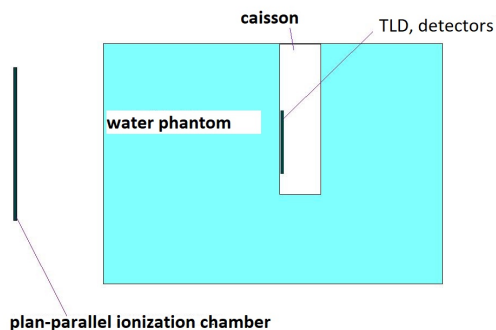 caisson
TLD, detectors
water phantom
plan-parallel ionization chamber